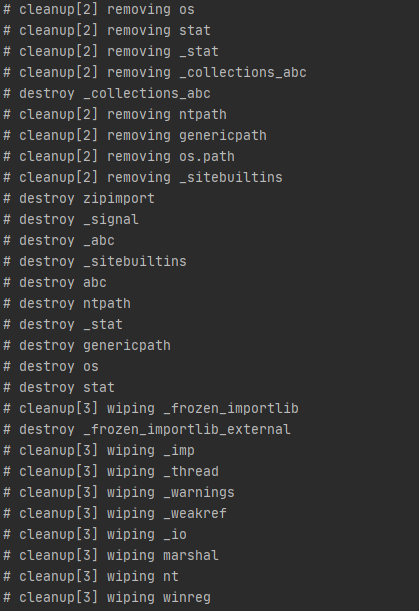 # cleanup[2] removing os
# cleanup[2] removing stat
# cleanup[2] removing _stat
# cleanup[2] removing _collections_abc
# destroy _collections_abc
# cleanup[2] removing ntpath
# cleanup[2] removing genericpath
# cleanup[2] removing os.path
# cleanup[2] removing _sitebuiltins
# destroy zipimport
# destroy _signal
# destroy _abc
# destroy _sitebuiltins
# destroy abc
# destroy ntpath
# destroy _stat
# destroy genericpath
# destroy os
# destroy stat
# cleanup[3] wiping _frozen_importlib
# destroy _frozen_importlib_external
# cleanup[3] wiping _imp
# cleanup[3] wiping _thread
# cleanup[3] wiping _warnings
# cleanup[3] wiping _weakref
# cleanup[3] wiping _io
# cleanup[3] wiping marshal
# cleanup[3] wiping nt
# cleanup[3] wiping winreg